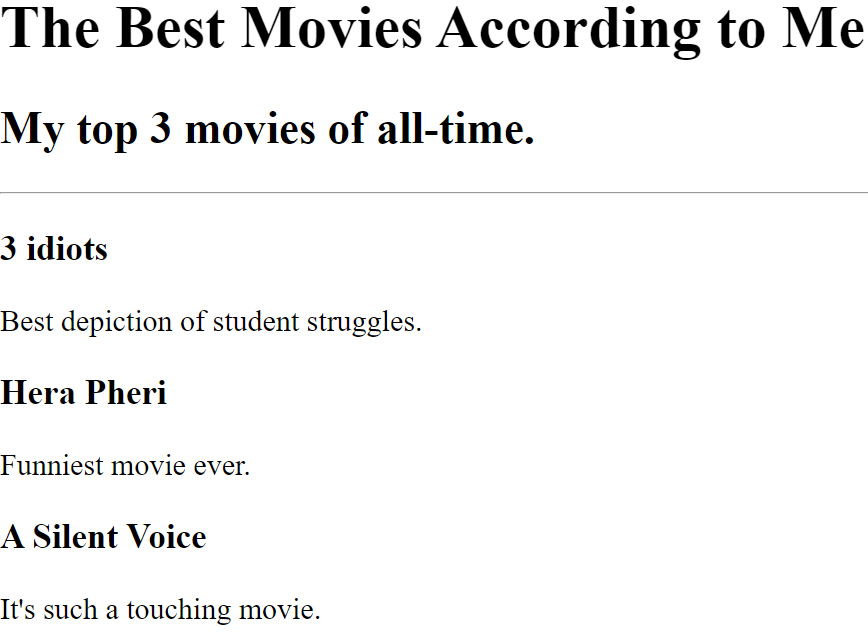 The Best Movies According to Me
My top 3 movies of all-time.
3 idiots
Best depiction of student struggles.
Hera Pheri
Funniest movie ever.
A Silent Voice
It's such a touching movie.